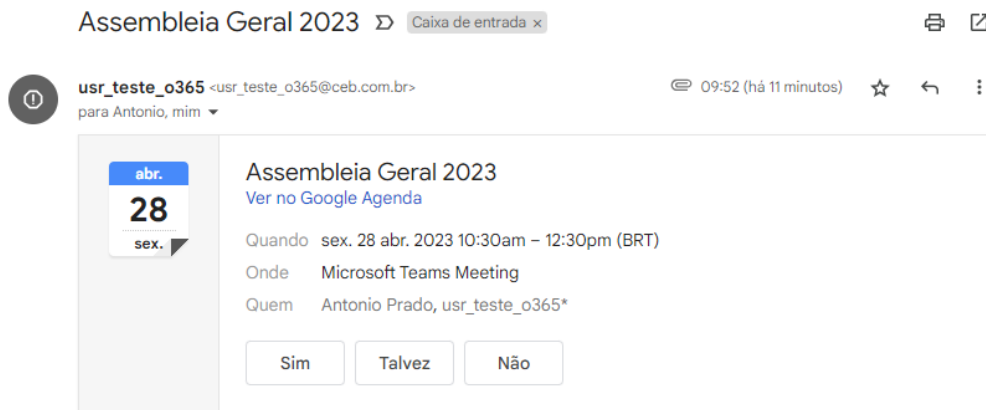 Assembleia Geral 2023 Caixa de entrada ×
usr_teste_o365 <usr_teste_o365@ceb.com.br> 09:52 (há 11 minutos)
para Antonio, mim
abr.
28
sex.
Assembleia Geral 2023
Ver no Google Agenda
Quando sex. 28 abr. 2023 10:30am – 12:30pm (BRT)
Onde Microsoft Teams Meeting
Quem Antonio Prado, usr_teste_o365*
Sim Talvez Não